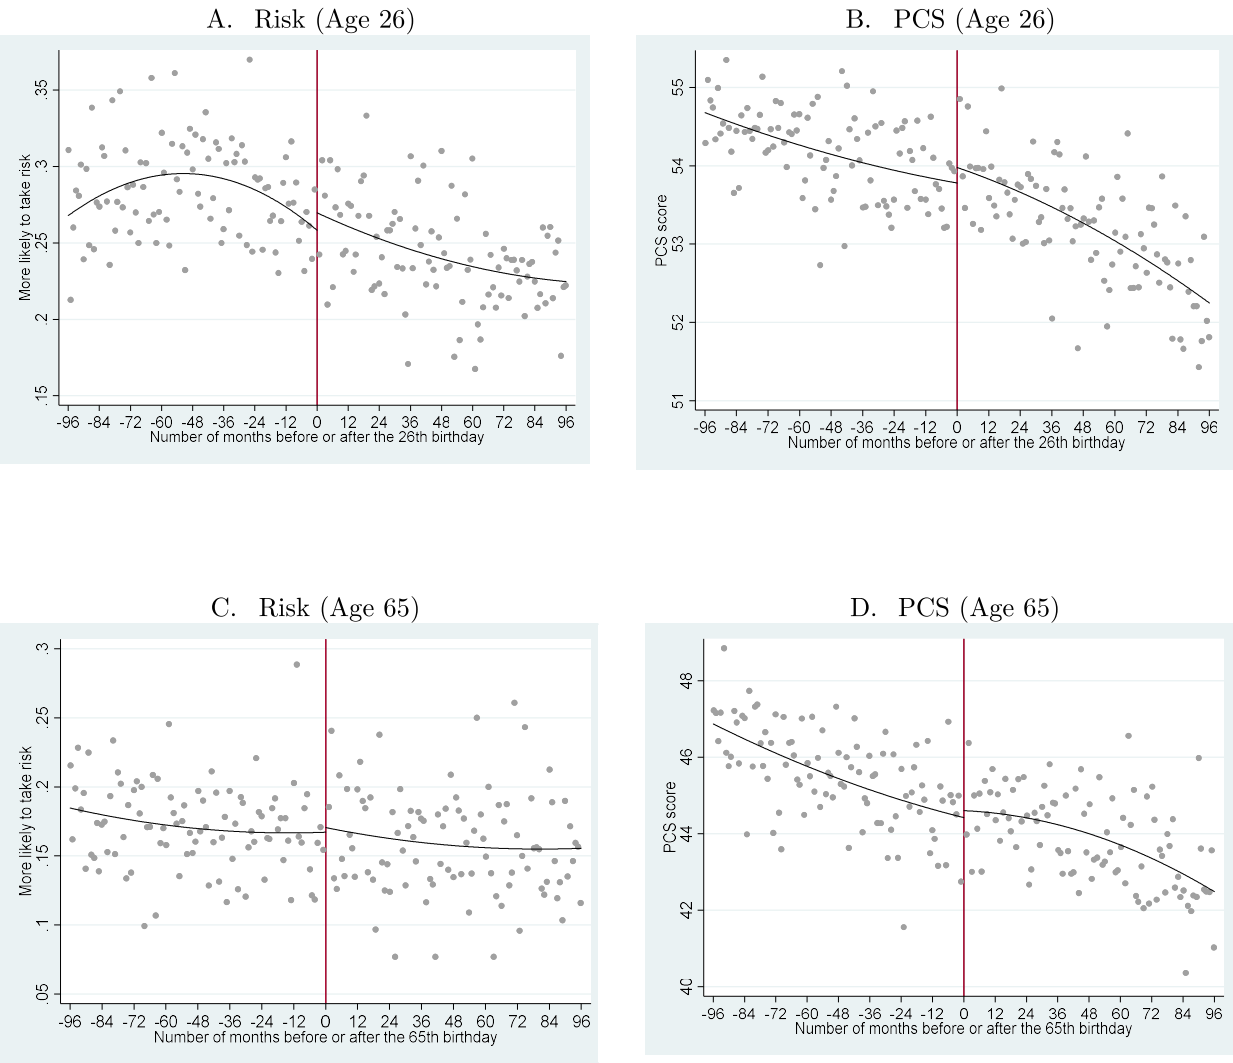 A. Risk (Age 26)
B. PCS (Age 26)
More likely to take risk
.35
.3
.25
.2
.15
-96 -84 -72 -60 -48 -36 -24 -12 0 12 24 36 48 60 72 84 96
Number of months before or after the 26th birthday
PCS score
55
54
53
52
51
-96 -84 -72 -60 -48 -36 -24 -12 0 12 24 36 48 60 72 84 96
Number of months before or after the 26th birthday
C. Risk (Age 65)
D. PCS (Age 65)
More likely to take risk
.3
.25
.2
.15
.1
.05
-96 -84 -72 -60 -48 -36 -24 -12 0 12 24 36 48 60 72 84 96
Number of months before or after the 65th birthday
PCS score
48
46
44
42
40
-96 -84 -72 -60 -48 -36 -24 -12 0 12 24 36 48 60 72 84 96
Number of months before or after the 65th birthday